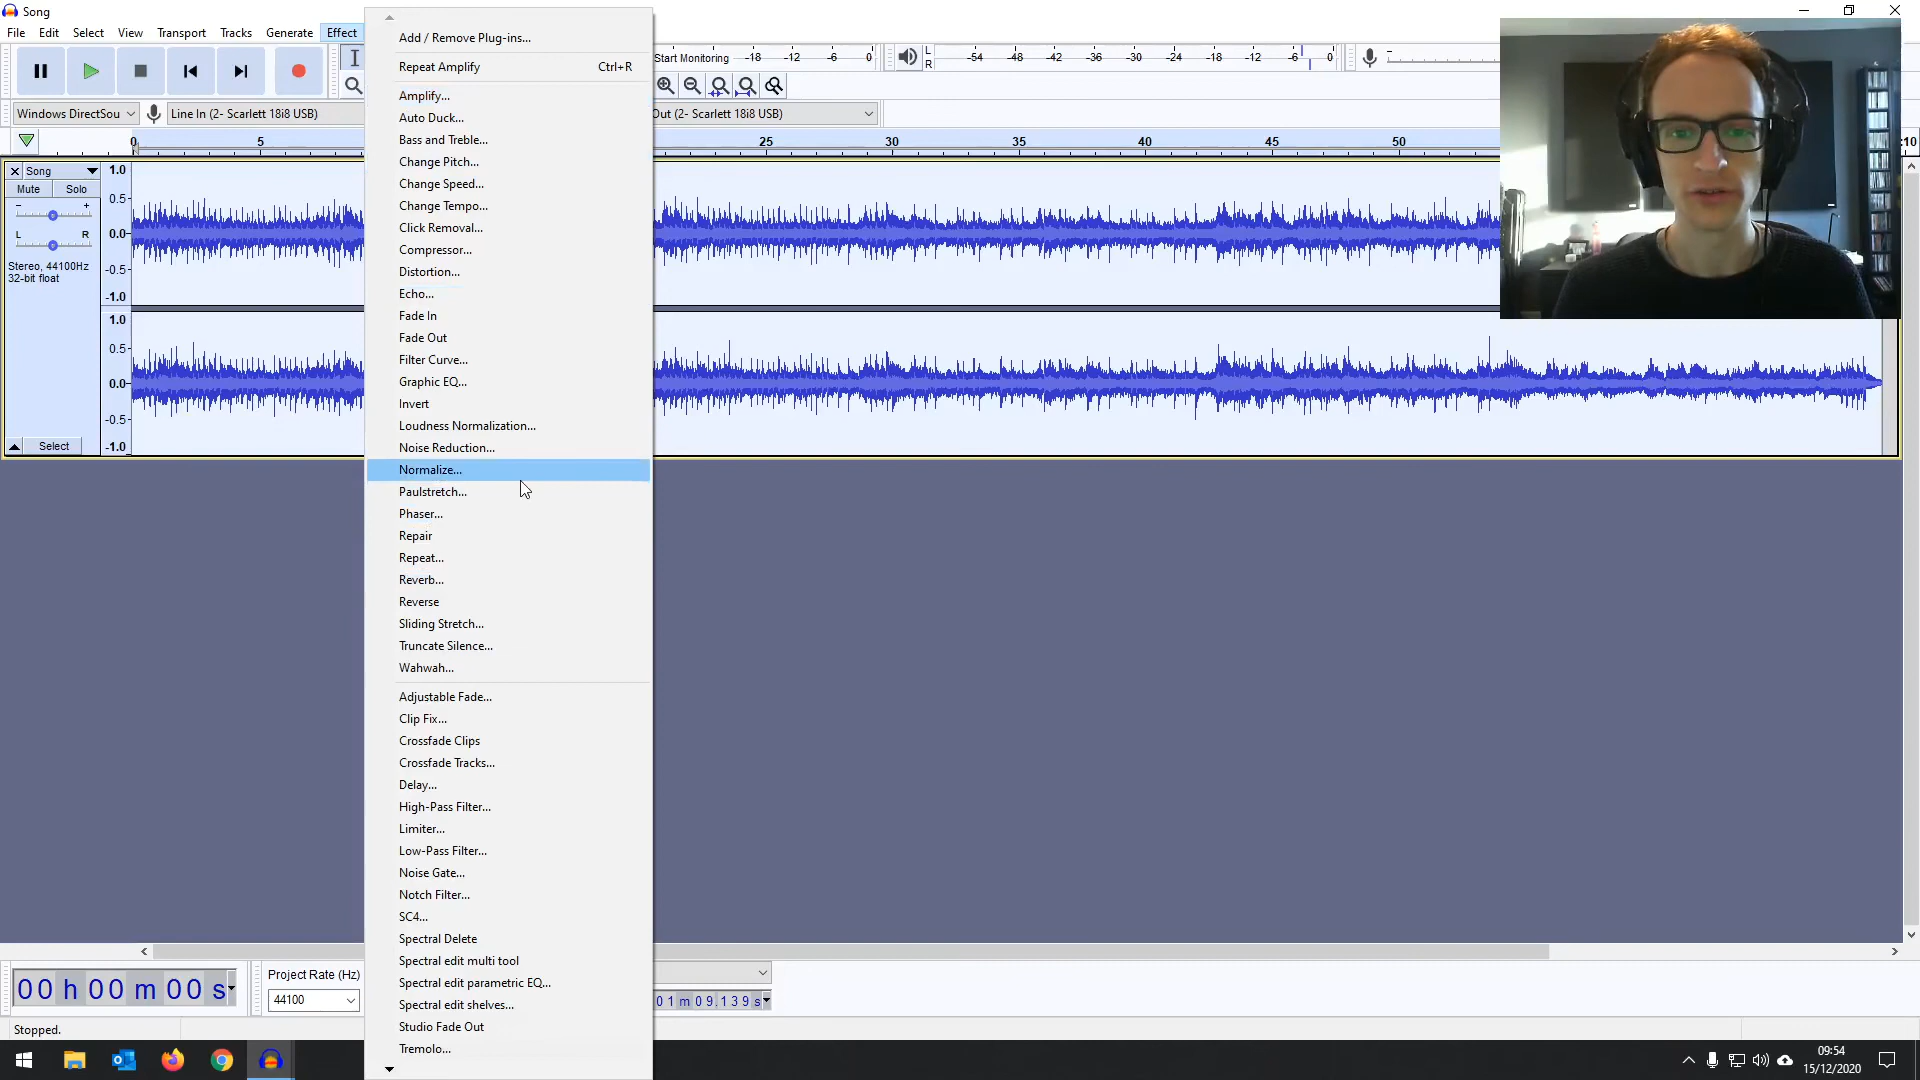 Song
File Edit Select View Transport Tracks Generate Effect
Add / Remove Plug-ins...
Repeat Amplify Ctrl+R
Start Monitoring -18 -12 -6 0
L
R
-54 -48 -42 -36 -30 -24 -18 -12 -6 0
Windows DirectSou
Line In (2- Scarlett 18i8 USB)
Out (2- Scarlett 18i8 USB)
0 5 25 30 35 40 45 50 :10
Song
Mute Solo
- +
L R
Stereo, 44100Hz
32-bit float
Select
1.0
0.5
0.0
-0.5
-1.0
1.0
0.5
0.0
-0.5
-1.0
Amplify...
Auto Duck...
Bass and Treble...
Change Pitch...
Change Speed...
Change Tempo...
Click Removal...
Compressor...
Distortion...
Echo...
Fade In
Fade Out
Filter Curve...
Graphic EQ...
Invert
Loudness Normalization...
Noise Reduction...
Normalize...
Paulstretch...
Phaser...
Repair
Repeat...
Reverb...
Reverse
Sliding Stretch...
Truncate Silence...
Wahwah...
Adjustable Fade...
Clip Fix...
Crossfade Clips
Crossfade Tracks...
Delay...
High-Pass Filter...
Limiter...
Low-Pass Filter...
Noise Gate...
Notch Filter...
SC4...
Spectral Delete
Spectral edit multi tool
Spectral edit parametric EQ...
Spectral edit shelves...
Studio Fade Out
Tremolo...
00 h 00 m 00 s
Project Rate (Hz)
44100
01 m 09.139 s
Stopped.
09:54
15/12/2020